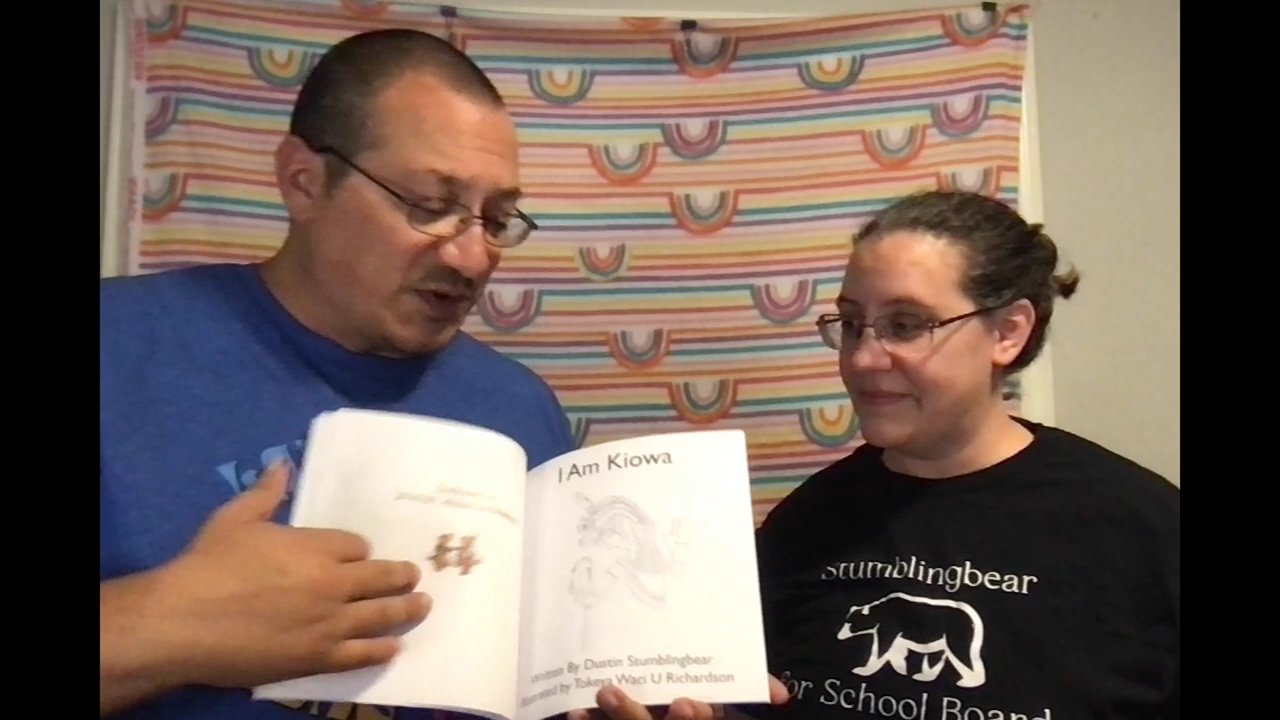 I Am Kiowa
written By Dustin Stumblingbear
Illustrated by Tokeya Waci U Richardson
Stumblingbear
for School Board